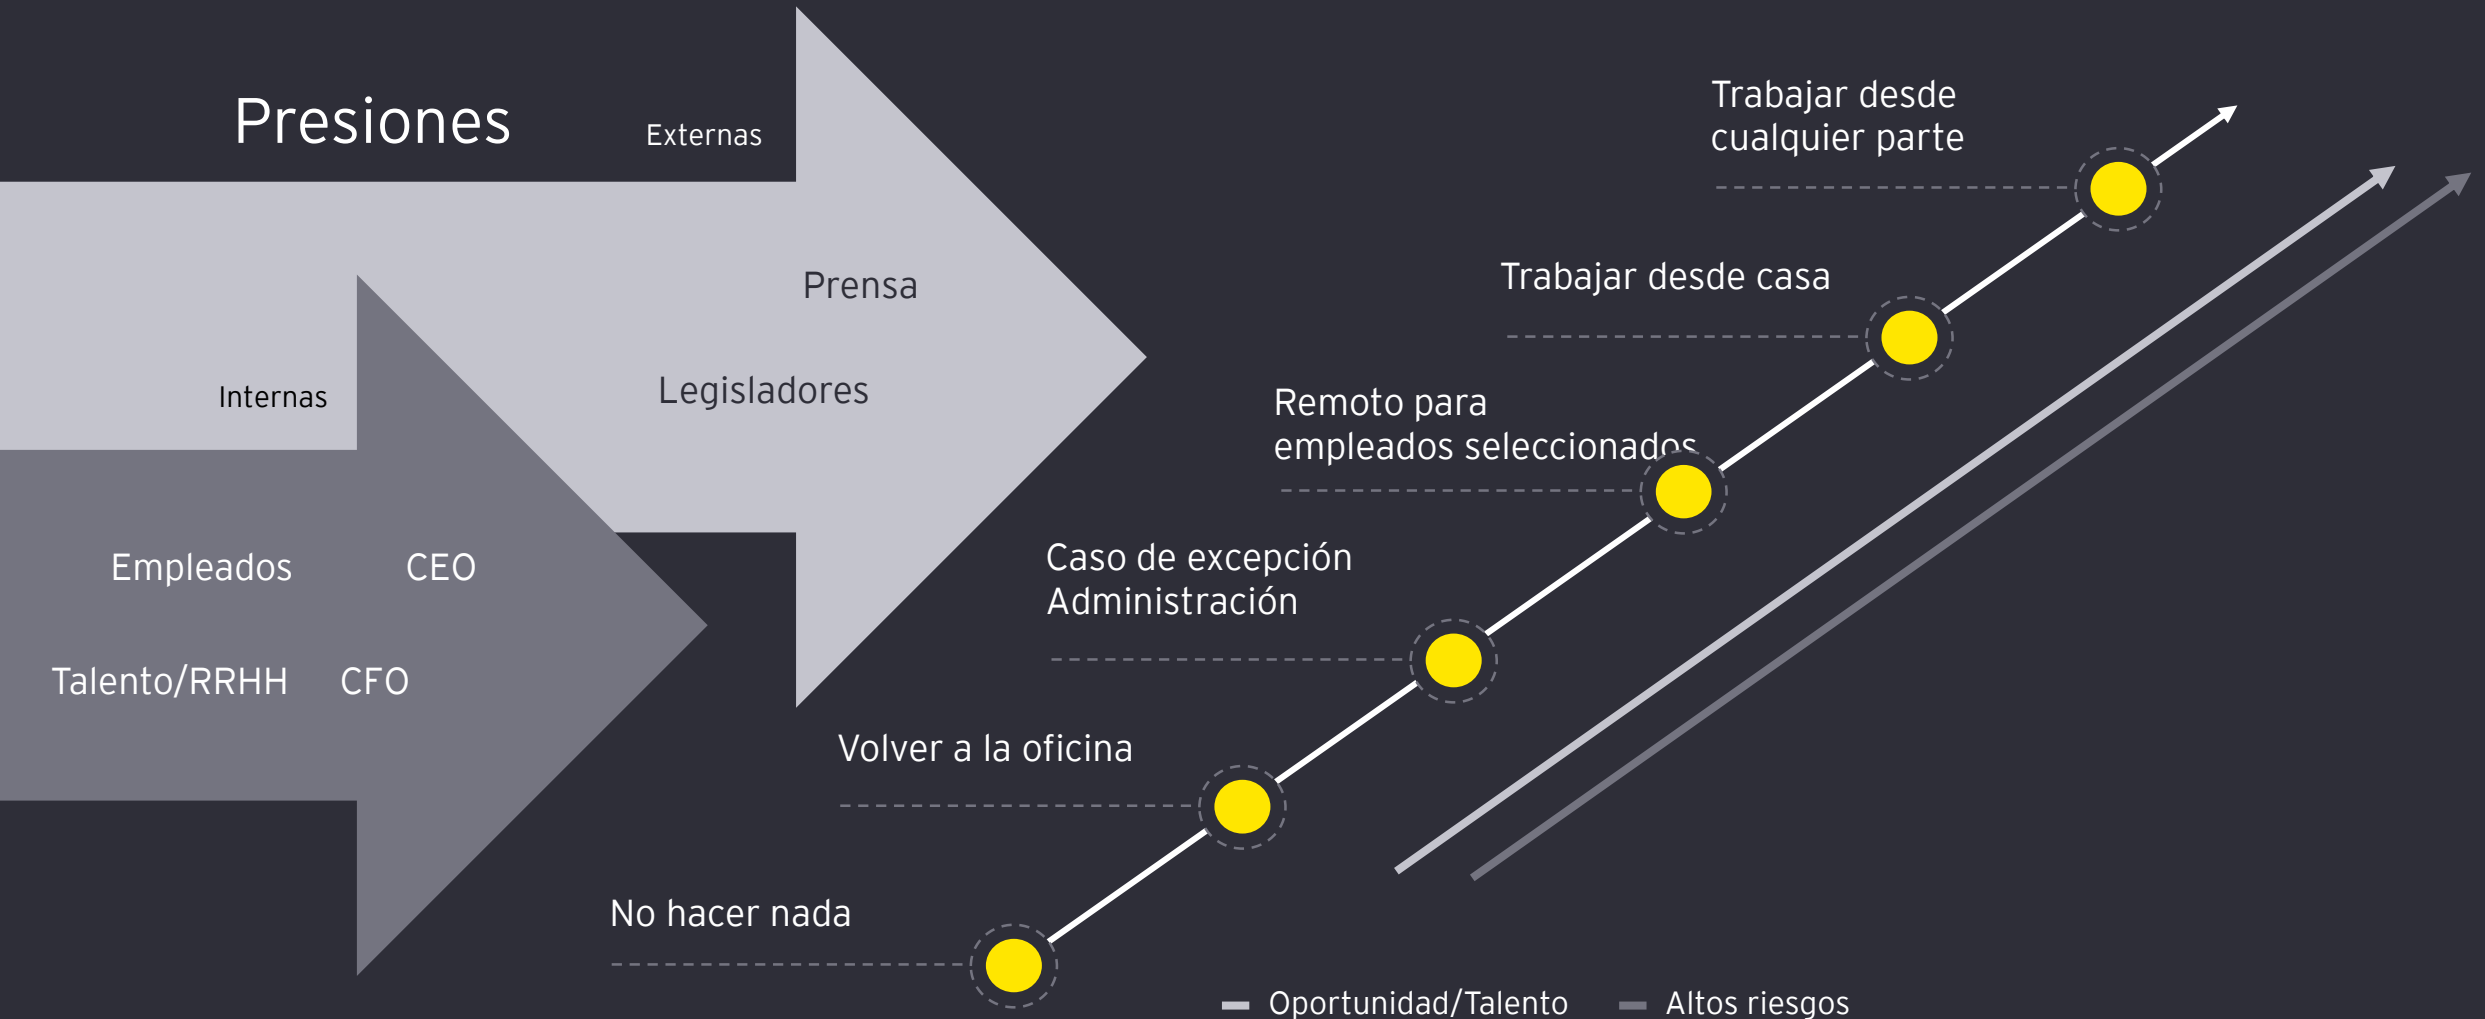 Presiones
Externas
Prensa
Legisladores
Internas
Empleados
CEO
Talento/RRHH
CFO
Trabajar desde
cualquier parte
Trabajar desde casa
Remoto para
empleados seleccionados
Caso de excepción
Administración
Volver a la oficina
No hacer nada
Oportunidad/Talento
Altos riesgos